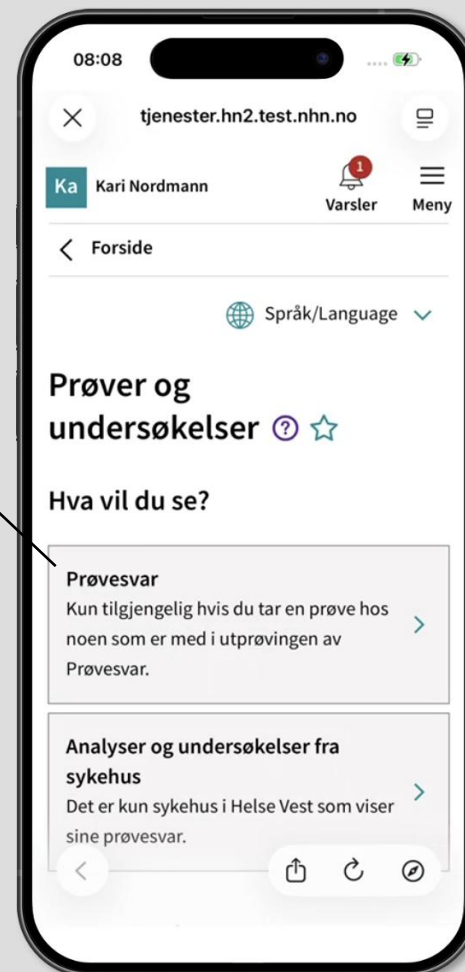 08:08
tjenester.hn2.test.nhn.no
Ka Kari Nordmann
1
Varsler Meny
Forside
Språk/Language
Prøver og
undersøkelser ?
Hva vil du se?
Prøvesvar
Kun tilgjengelig hvis du tar en prøve hos
noen som er med i utprøvingen av
Prøvesvar.
Analyser og undersøkelser fra
sykehus
Det er kun sykehus i Helse Vest som viser
sine prøvesvar.